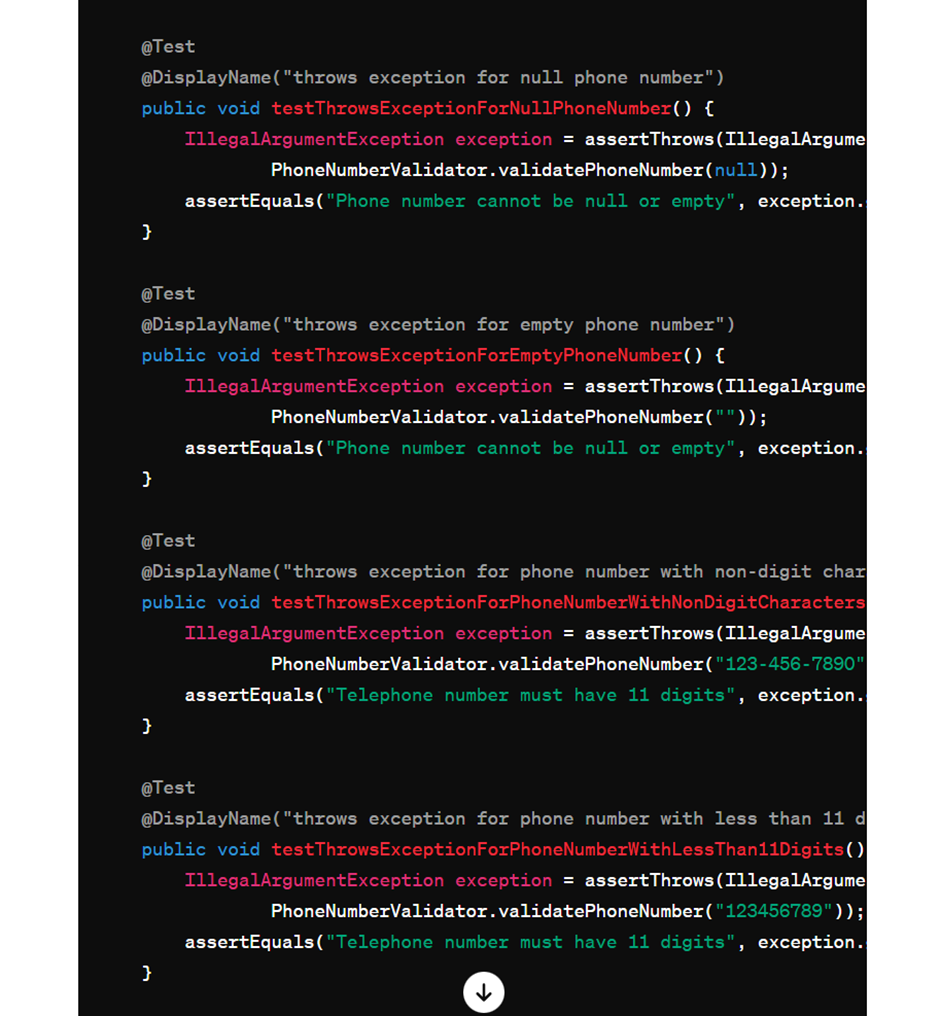 @Test
@DisplayName("throws exception for null phone number")
public void testThrowsExceptionForNullPhoneNumber() {
IllegalArgumentException exception = assertThrows(IllegalArgume
PhoneNumberValidator.validatePhoneNumber(null));
assertEquals("Phone number cannot be null or empty", exception.
}
@Test
@DisplayName("throws exception for empty phone number")
public void testThrowsExceptionForEmptyPhoneNumber() {
IllegalArgumentException exception = assertThrows(IllegalArgume
PhoneNumberValidator.validatePhoneNumber(""));
assertEquals("Phone number cannot be null or empty", exception.
}
@Test
@DisplayName("throws exception for phone number with non-digit char
public void testThrowsExceptionForPhoneNumberWithNonDigitCharacters
IllegalArgumentException exception = assertThrows(IllegalArgume
PhoneNumberValidator.validatePhoneNumber("123-456-7890"
assertEquals("Telephone number must have 11 digits", exception.
}
@Test
@DisplayName("throws exception for phone number with less than 11 d
public void testThrowsExceptionForPhoneNumberWithLessThan11Digits()
IllegalArgumentException exception = assertThrows(IllegalArgume
PhoneNumberValidator.validatePhoneNumber("123456789"));
assertEquals("Telephone number must have 11 digits", exception.
}